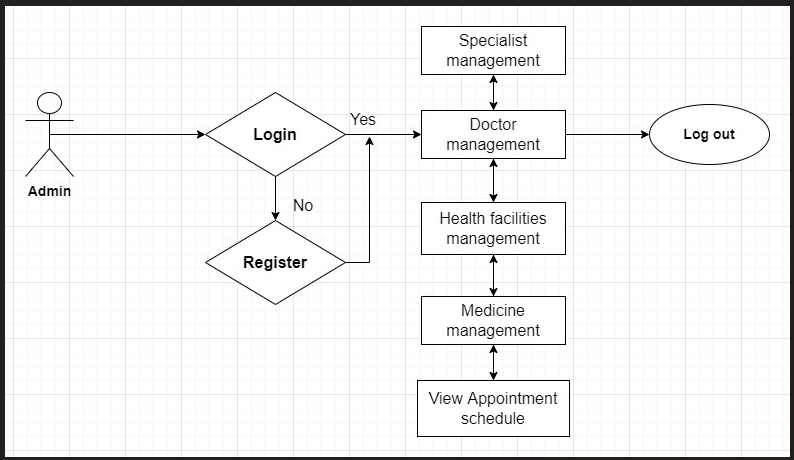 Admin
Login
Yes
No
Register
Specialist
management
Doctor
management
Health facilities
management
Medicine
management
View Appointment
schedule
Log out